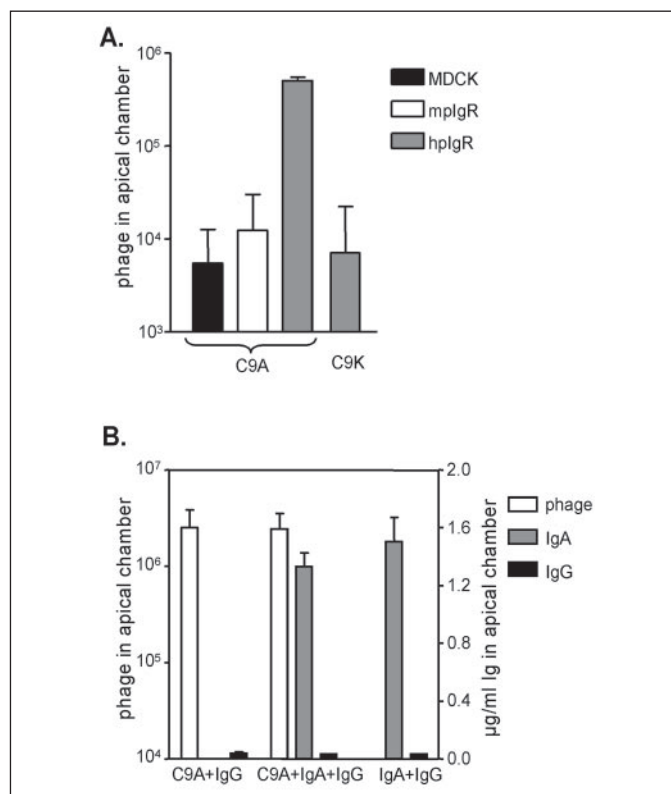 A.
10⁶
10⁵
10⁴
10³
phage in apical chamber
MDCK
mpIgR
hpIgR
C9A C9K
B.
10⁷
10⁶
10⁵
10⁴
phage in apical chamber
2.0
1.6
1.2
0.8
0.4
0.0
µg/ml Ig in apical chamber
phage
IgA
IgG
C9A+IgG C9A+IgA+IgG IgA+IgG